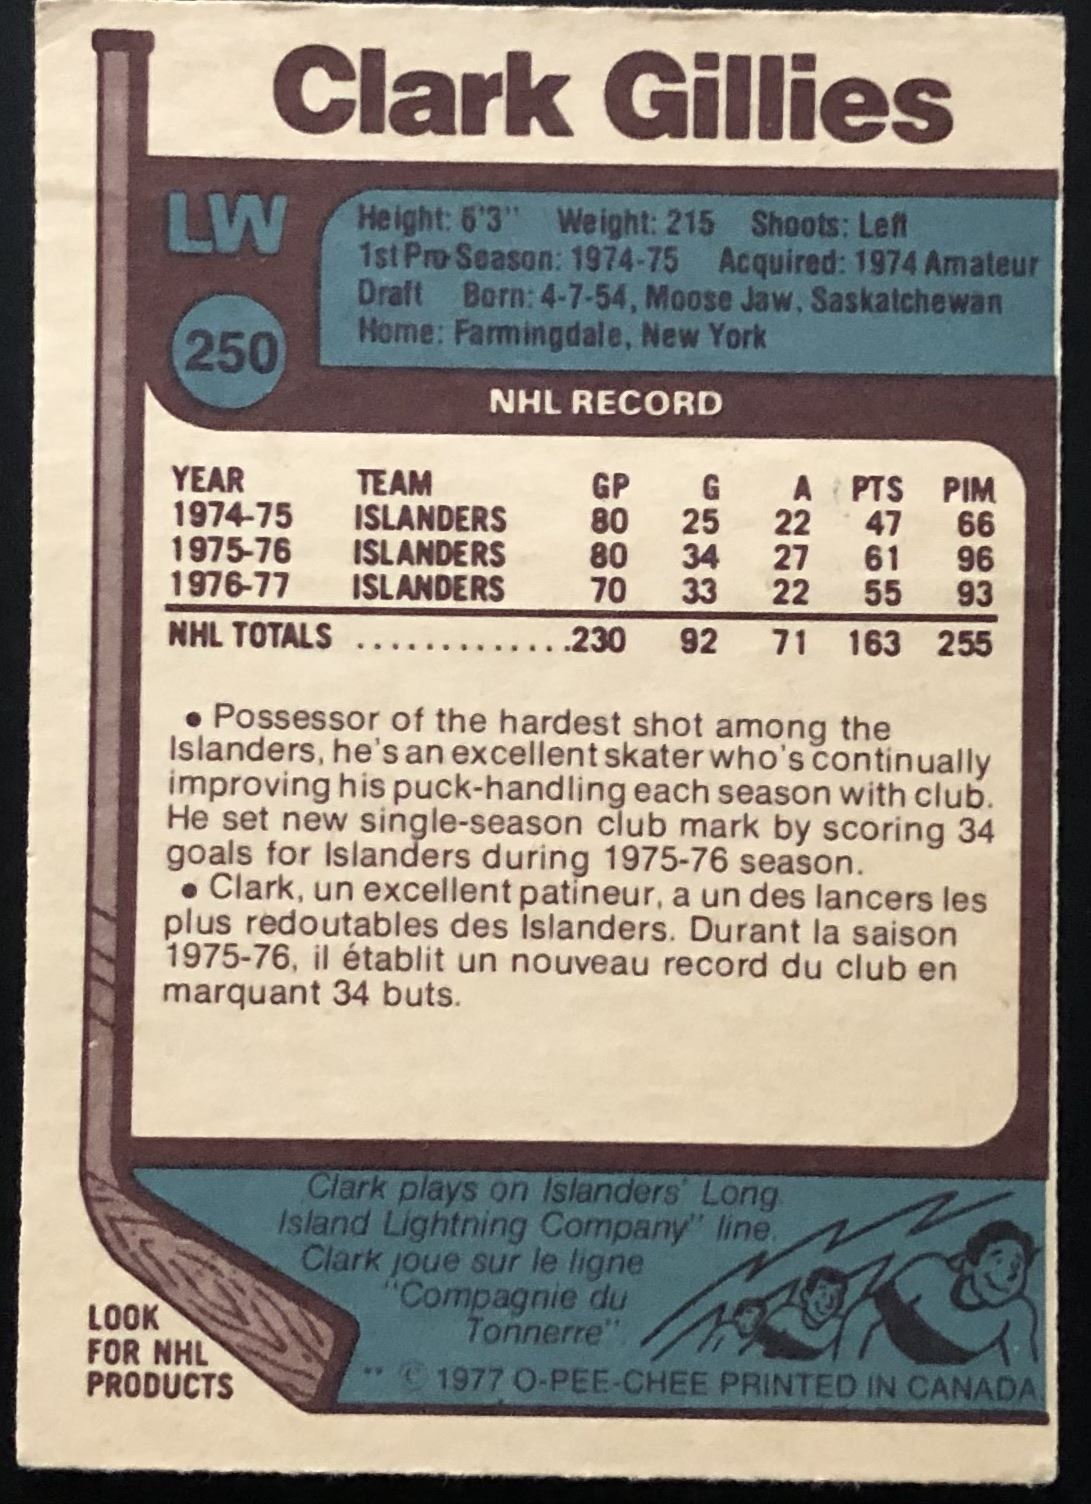 Clark Gillies
LW
250
Height: 6'3" Weight: 215 Shoots: Left
1st Pro Season: 1974-75 Acquired: 1974 Amateur
Draft Born: 4-7-54, Moose Jaw, Saskatchewan
Home: Farmingdale, New York
NHL RECORD
YEAR TEAM GP G A PTS PIM
1974-75 ISLANDERS 80 25 22 47 66
1975-76 ISLANDERS 80 34 27 61 96
1976-77 ISLANDERS 70 33 22 55 93
NHL TOTALS ..............230 92 71 163 255
• Possessor of the hardest shot among the
Islanders, he's an excellent skater who's continually
improving his puck-handling each season with club.
He set new single-season club mark by scoring 34
goals for Islanders during 1975-76 season.
• Clark, un excellent patineur, a un des lancers les
plus redoutables des Islanders. Durant la saison
1975-76, il établit un nouveau record du club en
marquant 34 buts.
Clark plays on Islanders' Long
Island Lightning Company" line.
Clark joue sur le ligne
"Compagnie du
Tonnerre"
LOOK
FOR NHL
PRODUCTS
** © 1977 O-PEE-CHEE PRINTED IN CANADA